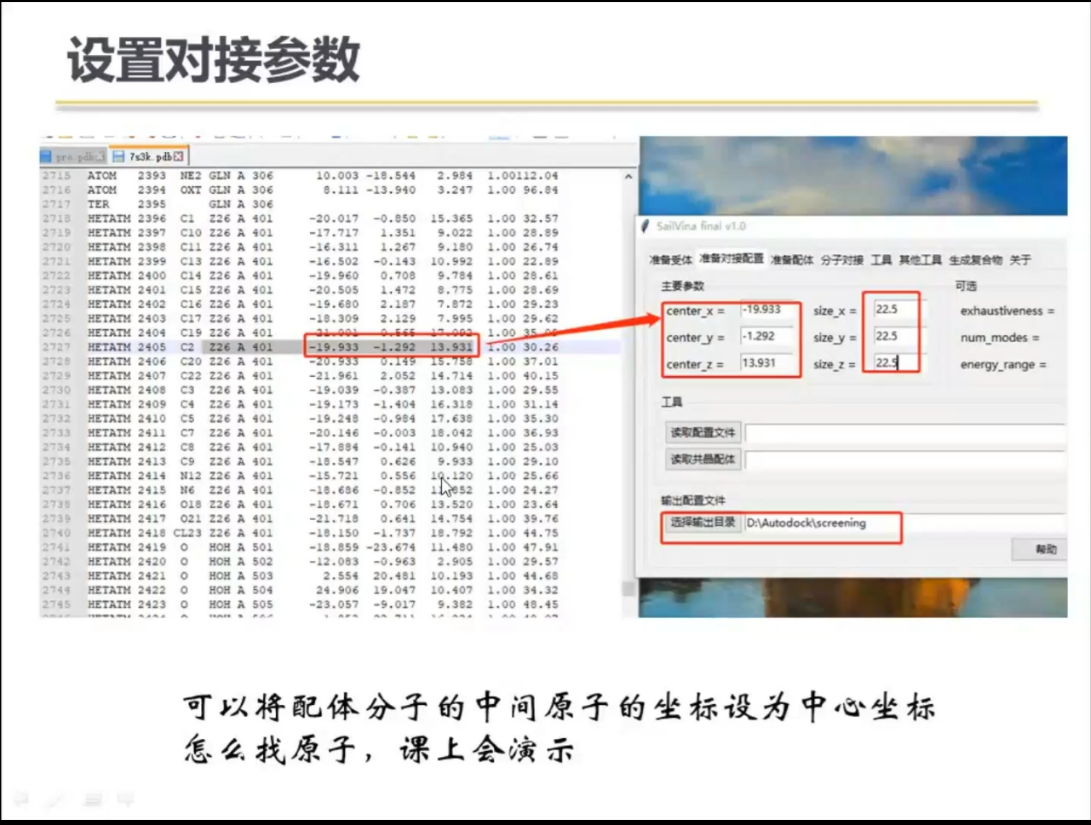 设置对接参数
7s3k.pdb
2715 ATOM 2393 NE2 GLN A 306 10.003 -18.544 2.984 1.00112.04
2716 ATOM 2394 OXT GLN A 306 8.111 -13.940 3.247 1.00 96.84
2717 TER 2395 GLN A 306
2718 HETATM 2396 C1 Z26 A 401 -20.017 -0.850 15.365 1.00 32.57
2719 HETATM 2397 C10 Z26 A 401 -17.717 1.351 9.022 1.00 28.89
2720 HETATM 2398 C11 Z26 A 401 -16.311 1.267 9.180 1.00 26.74
2721 HETATM 2399 C13 Z26 A 401 -16.502 -0.143 10.992 1.00 22.89
2722 HETATM 2400 C14 Z26 A 401 -19.960 0.708 9.784 1.00 28.61
2723 HETATM 2401 C15 Z26 A 401 -20.505 1.472 8.775 1.00 28.69
2724 HETATM 2402 C16 Z26 A 401 -19.680 2.187 7.872 1.00 29.23
2725 HETATM 2403 C17 Z26 A 401 -18.309 2.129 7.995 1.00 29.62
2726 HETATM 2404 C19 Z26 A 401 -21.001 0.565 17.092 1.00
2727 HETATM 2405 C2 Z26 A 401 -19.933 -1.292 13.931 1.00 30.26
2728 HETATM 2406 C20 Z26 A 401 -20.933 0.149 15.758 1.00 37.01
2729 HETATM 2407 C22 Z26 A 401 -21.961 2.052 14.714 1.00 40.15
2730 HETATM 2408 C3 Z26 A 401 -19.039 -0.387 13.083 1.00 29.55
2731 HETATM 2409 C4 Z26 A 401 -19.173 -1.404 16.318 1.00 31.14
2732 HETATM 2410 C5 Z26 A 401 -19.248 -0.984 17.638 1.00 35.30
2733 HETATM 2411 C7 Z26 A 401 -20.146 -0.003 18.042 1.00 36.93
2734 HETATM 2412 C8 Z26 A 401 -17.884 -0.141 10.940 1.00 25.03
2735 HETATM 2413 C9 Z26 A 401 -18.547 0.626 9.933 1.00 29.10
2736 HETATM 2414 N12 Z26 A 401 -15.721 0.556 10.120 1.00 25.66
2737 HETATM 2415 N6 Z26 A 401 -18.686 -0.852 11.852 1.00 24.27
2738 HETATM 2416 O18 Z26 A 401 -18.671 0.706 13.520 1.00 23.64
2739 HETATM 2417 O21 Z26 A 401 -21.718 0.641 14.754 1.00 39.76
2740 HETATM 2418 CL23 Z26 A 401 -18.150 -1.737 18.792 1.00 44.75
2741 HETATM 2419 O HOH A 501 -18.859 -23.674 11.480 1.00 47.91
2742 HETATM 2420 O HOH A 502 -12.083 -0.963 2.905 1.00 29.57
2743 HETATM 2421 O HOH A 503 2.554 20.481 10.193 1.00 44.68
2744 HETATM 2422 O HOH A 504 24.906 19.047 10.407 1.00 34.32
2745 HETATM 2423 O HOH A 505 -23.057 -9.017 9.382 1.00 48.45
SailVina final v1.0
准备受体 准备对接配置 准备配体 分子对接 工具 其他工具 生成复合物 关于
主要参数 可选
center_x = -19.933 size_x = 22.5 exhaustiveness =
center_y = -1.292 size_y = 22.5 num_modes =
center_z = 13.931 size_z = 22.5 energy_range =
工具
读取配置文件
读取共晶配体
输出配置文件
选择输出目录 D:\Autodock\screening
帮助
可以将配体分子的中间原子的坐标设为中心坐标
怎么找原子，课上会演示